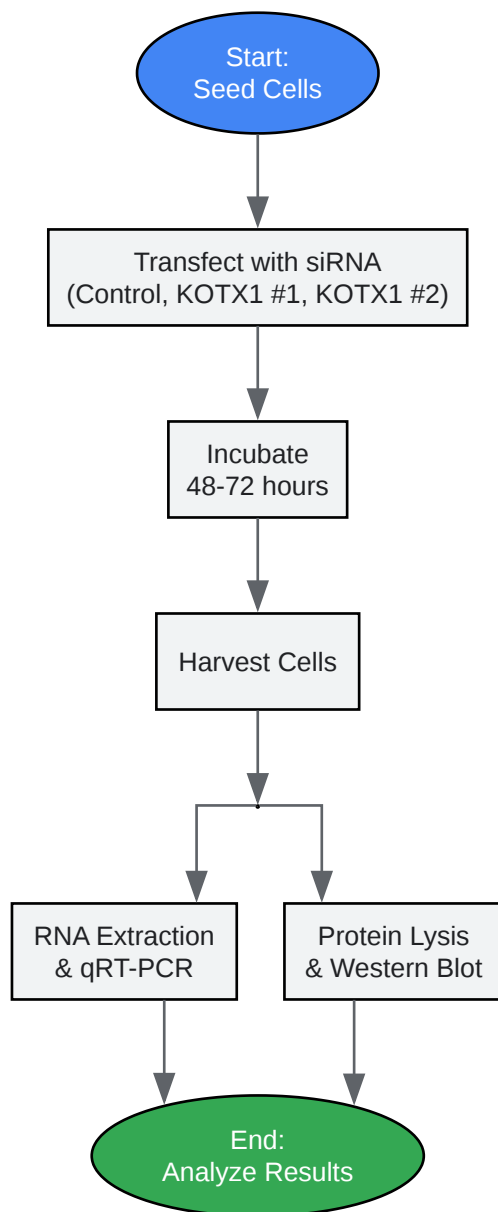 Start:
Seed Cells
Transfect with siRNA
(Control, KOTX1 #1, KOTX1 #2)
Incubate
48-72 hours
Harvest Cells
RNA Extraction
& qRT-PCR
Protein Lysis
& Western Blot
End:
Analyze Results